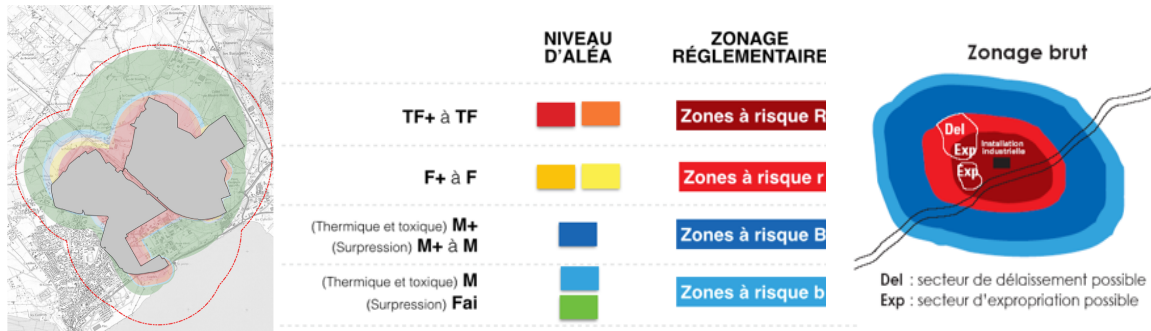 NIVEAU
D'ALÉA
ZONAGE
RÉGLEMENTAIRE
TF+ à TF
Zones à risque R
F+ à F
Zones à risque r
(Thermique et toxique) M+
(Surpression) M+ à M
Zones à risque B
(Thermique et toxique) M
(Surpression) Fai
Zones à risque b
Zonage brut
Del
Exp
Installation
industrielle
Exp
Del : secteur de délaissement possible
Exp : secteur d'expropriation possible